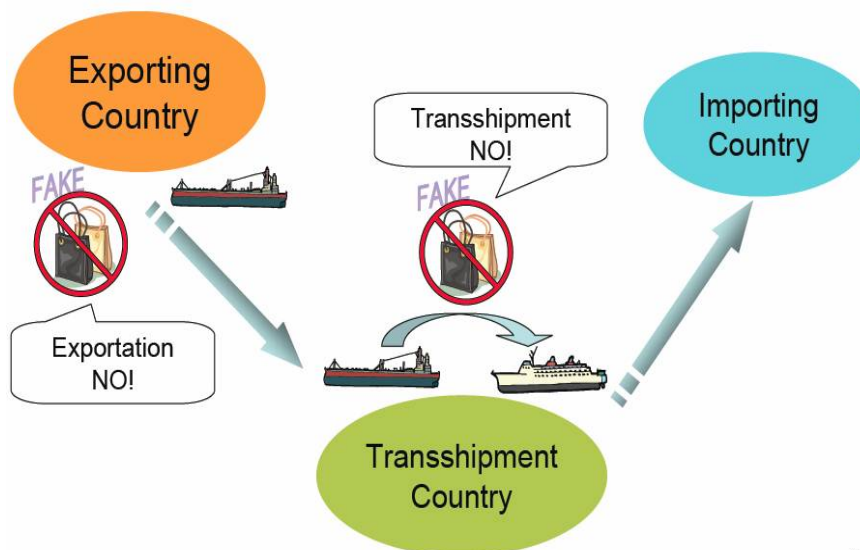 Exporting
Country
FAKE
Exportation
NO!
Transshipment
NO!
FAKE
Transshipment
Country
Importing
Country